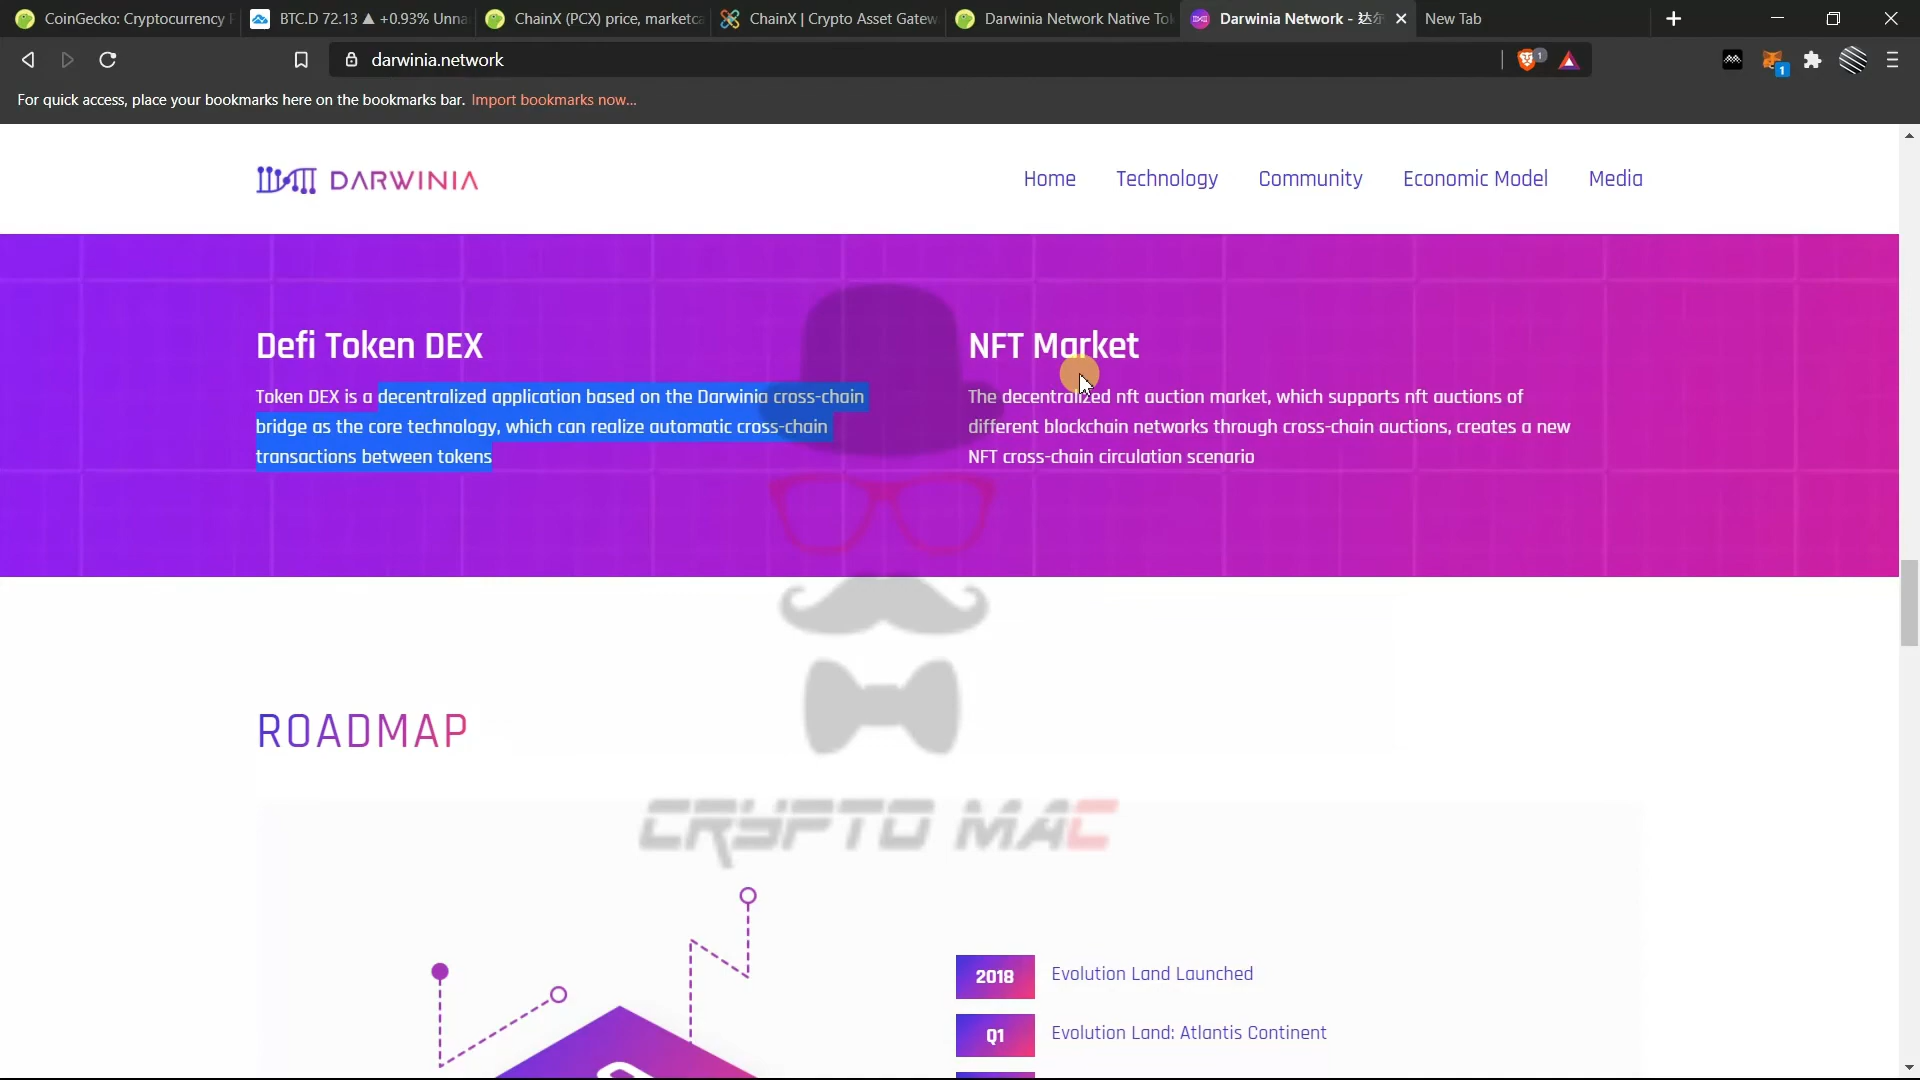 CoinGecko: Cryptocurrency
BTC.D 72.13 ▲ +0.93% Unna
ChainX (PCX) price, marketca
ChainX | Crypto Asset Gatew
Darwinia Network Native To
Darwinia Network - 达尔
New Tab
darwinia.network
1
1
For quick access, place your bookmarks here on the bookmarks bar. Import bookmarks now...
DARWINIA
Home Technology Community Economic Model Media
Defi Token DEX
Token DEX is a decentralized application based on the Darwinia cross-chain
bridge as the core technology, which can realize automatic cross-chain
transactions between tokens
NFT Market
The decentralized nft auction market, which supports nft auctions of
different blockchain networks through cross-chain auctions, creates a new
NFT cross-chain circulation scenario
ROADMAP
CRYPTO MAC
2018 Evolution Land Launched
Q1 Evolution Land: Atlantis Continent